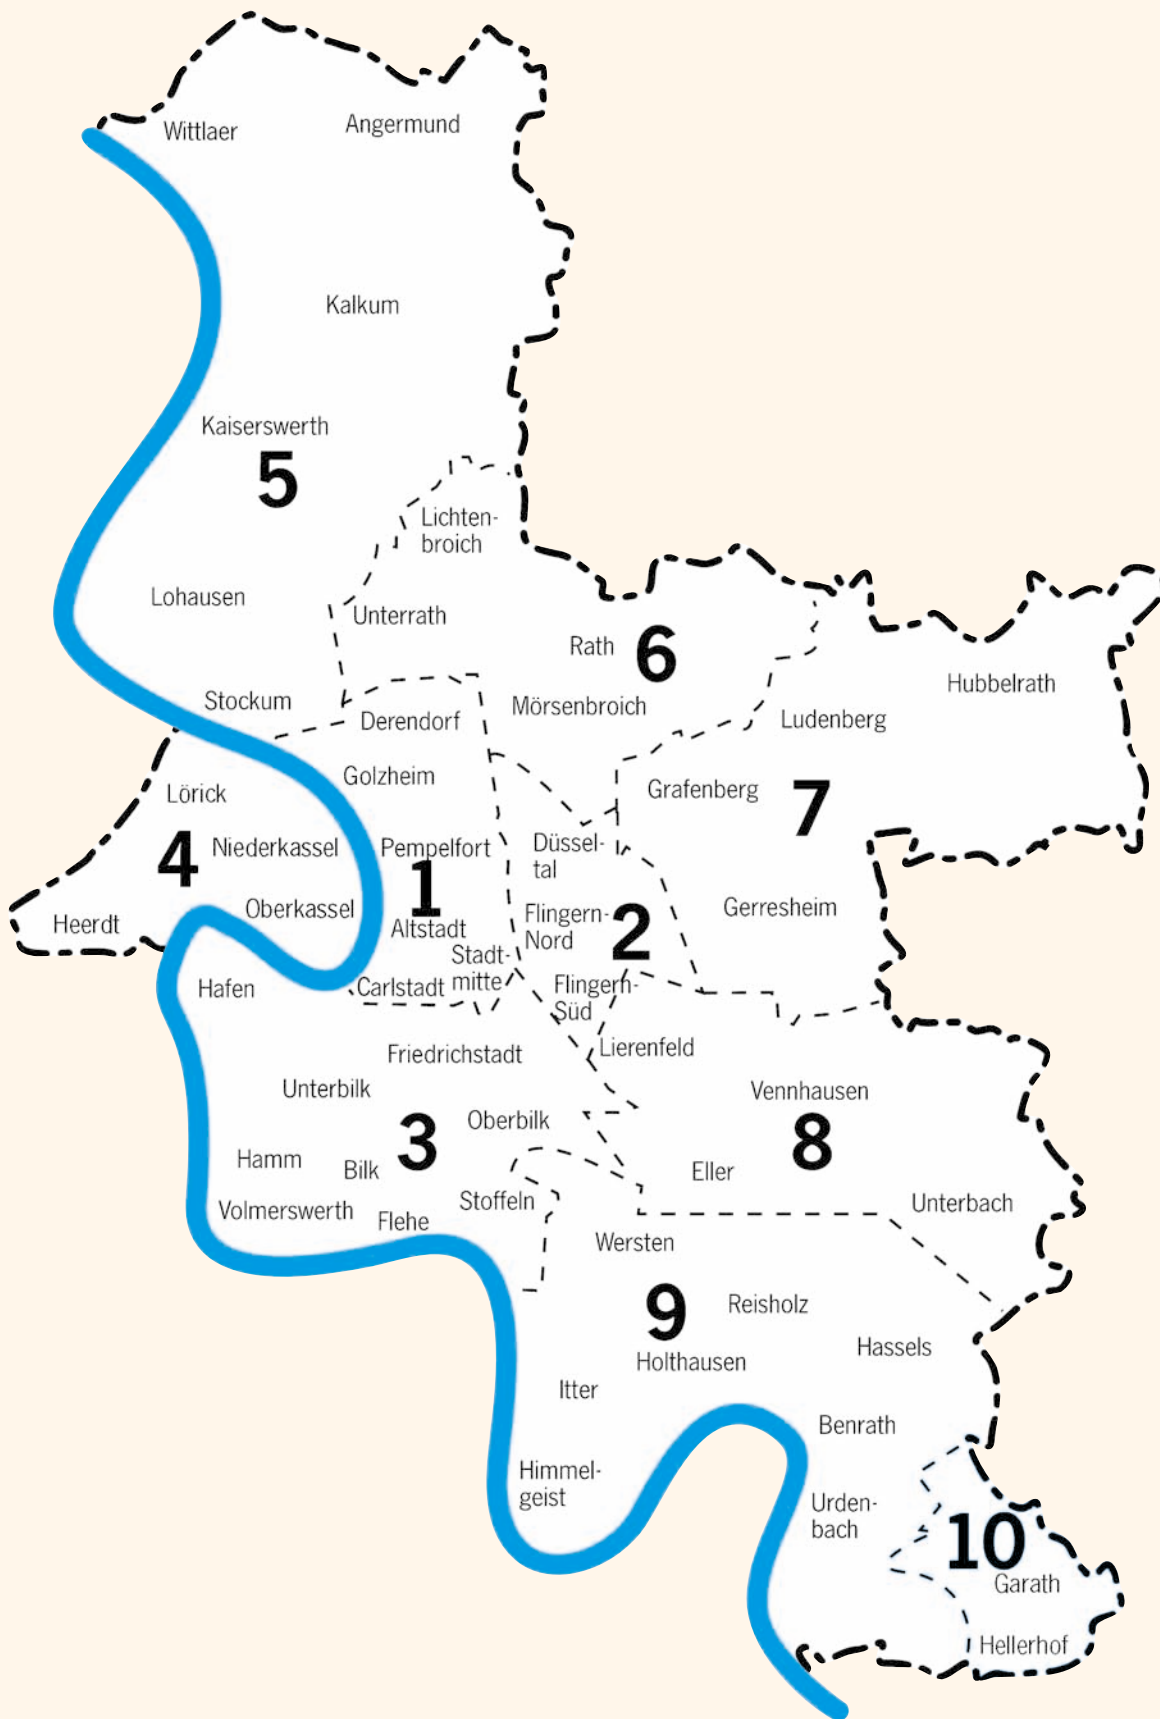 Wittlaer
Angermund
Kalkum
Kaiserswerth
5
Lichten-
broich
Lohausen
Unterrath
Rath
6
Hubbelrath
Stockum
Derendorf
Mörsenbroich
Ludenberg
Golzheim
Lörick
Grafenberg
7
4
Niederkassel
Pempelfort
Düssel-
tal
1
Heerdt
Oberkassel
Altstadt
Flingern-
Nord
2
Gerresheim
Stadt-
mitte
Hafen
Carlstadt
Flingern-
Süd
Friedrichstadt
Lierenfeld
Unterbilk
Vennhausen
Oberbilk
3
8
Hamm
Bilk
Eller
Volmerswerth
Flehe
Stoffeln
Unterbach
Wersten
9
Reisholz
Hassels
Holthausen
Itter
Benrath
Himmel-
geist
Urden-
bach
10
Garath
Hellerhof